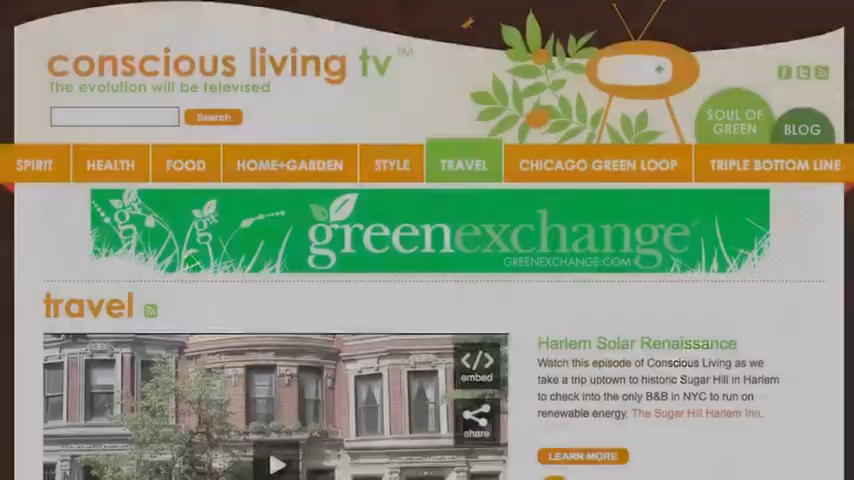 conscious living tv™
The evolution will be televised
Search
SOUL OF
GREEN
BLOG
SPIRIT
HEALTH
FOOD
HOME+GARDEN
STYLE
TRAVEL
CHICAGO GREEN LOOP
TRIPLE BOTTOM LINE
gr
gr
greenexchange®
GREENEXCHANGE.COM
travel
embed
share
Harlem Solar Renaissance
Watch this episode of Conscious Living as we
take a trip uptown to historic Sugar Hill in Harlem
to check into the only B&B in NYC to run on
renewable energy, The Sugar Hill Harlem Inn.
LEARN MORE